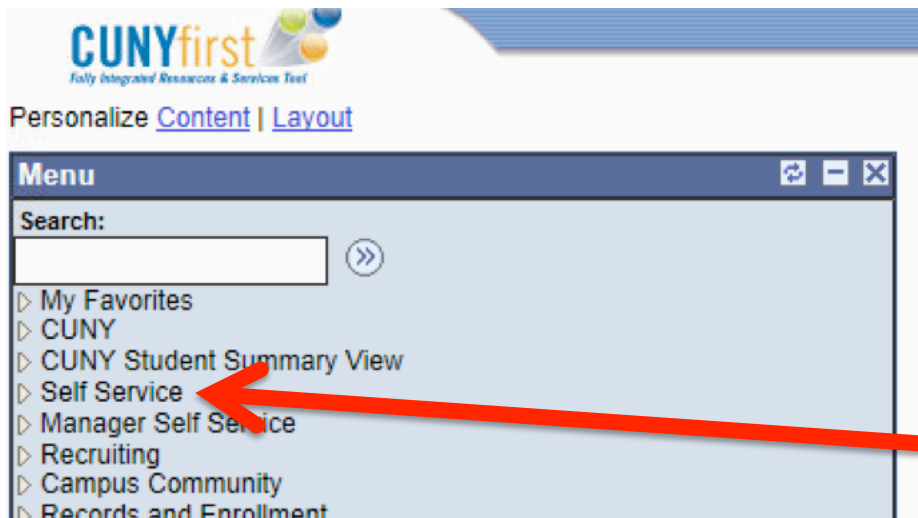 CUNYfirst
Fully Integrated Resources & Services Tool
Personalize Content | Layout
Menu
Search:
My Favorites
CUNY
CUNY Student Summary View
Self Service
Manager Self Service
Recruiting
Campus Community
Records and Enrollment